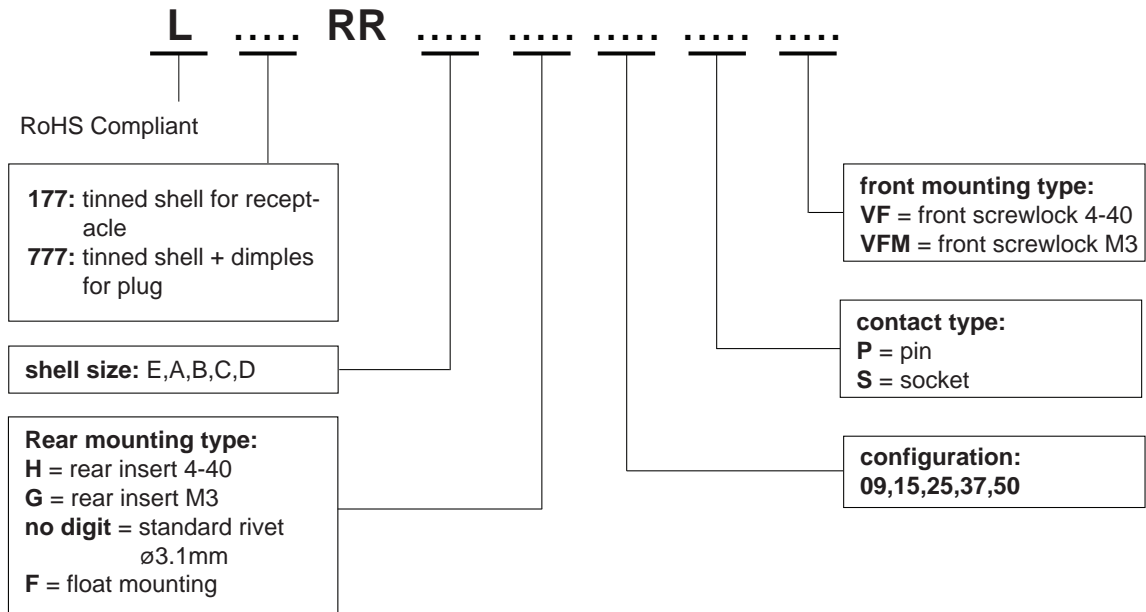 L ..... RR ..... ..... ..... ..... .....
RoHS Compliant
177: tinned shell for recept-
acle
777: tinned shell + dimples
for plug
shell size: E,A,B,C,D
Rear mounting type:
H = rear insert 4-40
G = rear insert M3
no digit = standard rivet
ø3.1mm
F = float mounting
front mounting type:
VF = front screwlock 4-40
VFM = front screwlock M3
contact type:
P = pin
S = socket
configuration:
09,15,25,37,50